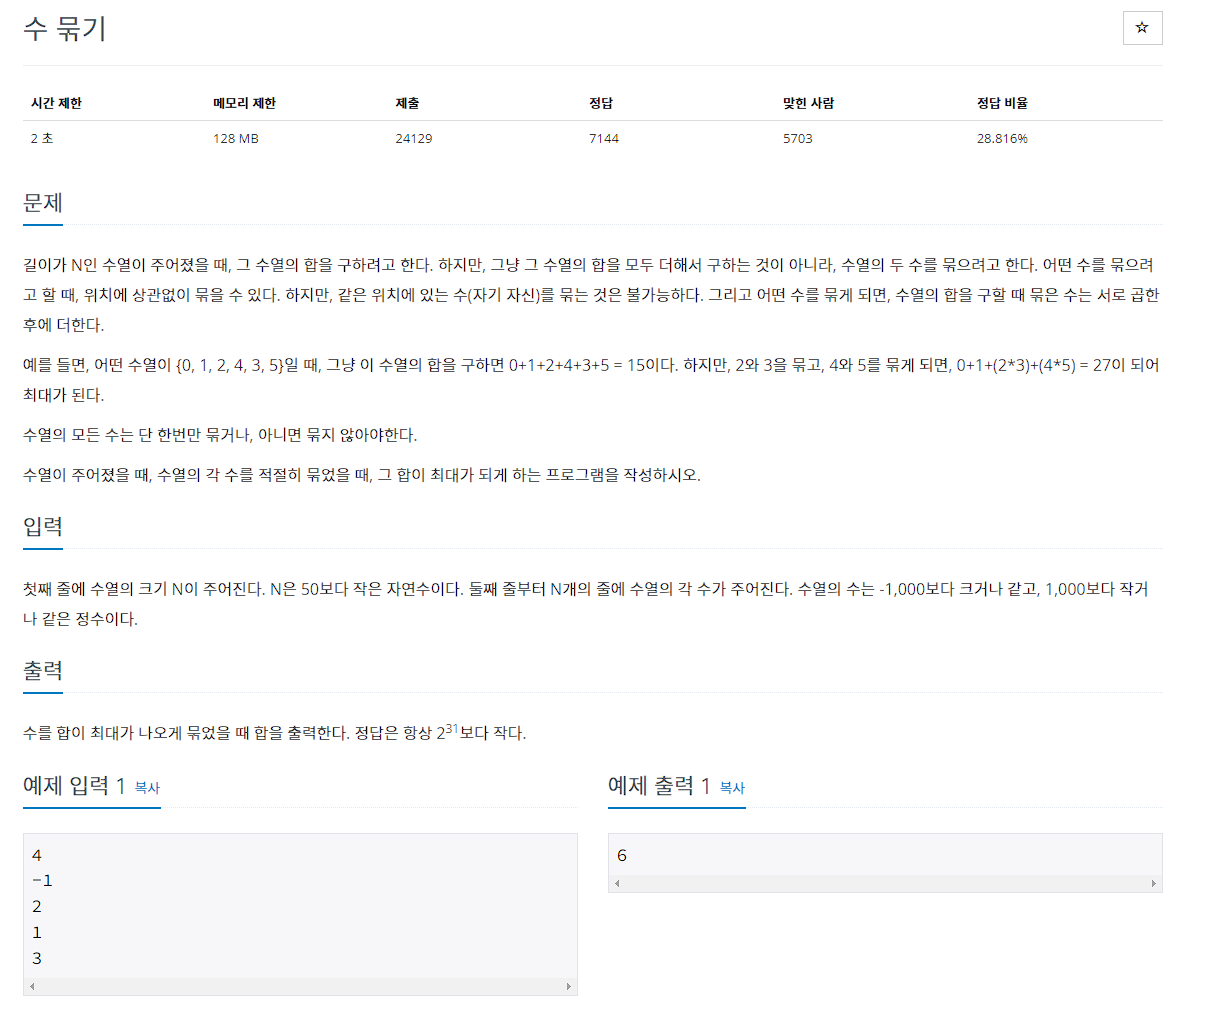 수 묶기
☆
시간 제한 메모리 제한 제출 정답 맞힌 사람 정답 비율
2 초 128 MB 24129 7144 5703 28.816%
문제
길이가 N인 수열이 주어졌을 때, 그 수열의 합을 구하려고 한다. 하지만, 그냥 그 수열의 합을 모두 더해서 구하는 것이 아니라, 수열의 두 수를 묶으려고 한다. 어떤 수를 묶으려
고 할 때, 위치에 상관없이 묶을 수 있다. 하지만, 같은 위치에 있는 수(자기 자신)를 묶는 것은 불가능하다. 그리고 어떤 수를 묶게 되면, 수열의 합을 구할 때 묶은 수는 서로 곱한
후에 더한다.
예를 들면, 어떤 수열이 {0, 1, 2, 4, 3, 5}일 때, 그냥 이 수열의 합을 구하면 0+1+2+4+3+5 = 15이다. 하지만, 2와 3을 묶고, 4와 5를 묶게 되면, 0+1+(2*3)+(4*5) = 27이 되어
최대가 된다.
수열의 모든 수는 단 한번만 묶거나, 아니면 묶지 않아야한다.
수열이 주어졌을 때, 수열의 각 수를 적절히 묶었을 때, 그 합이 최대가 되게 하는 프로그램을 작성하시오.
입력
첫째 줄에 수열의 크기 N이 주어진다. N은 50보다 작은 자연수이다. 둘째 줄부터 N개의 줄에 수열의 각 수가 주어진다. 수열의 수는 -1,000보다 크거나 같고, 1,000보다 작거
나 같은 정수이다.
출력
수를 합이 최대가 나오게 묶었을 때 합을 출력한다. 정답은 항상 2³¹보다 작다.
예제 입력 1 복사
4
-1
2
1
3
예제 출력 1 복사
6